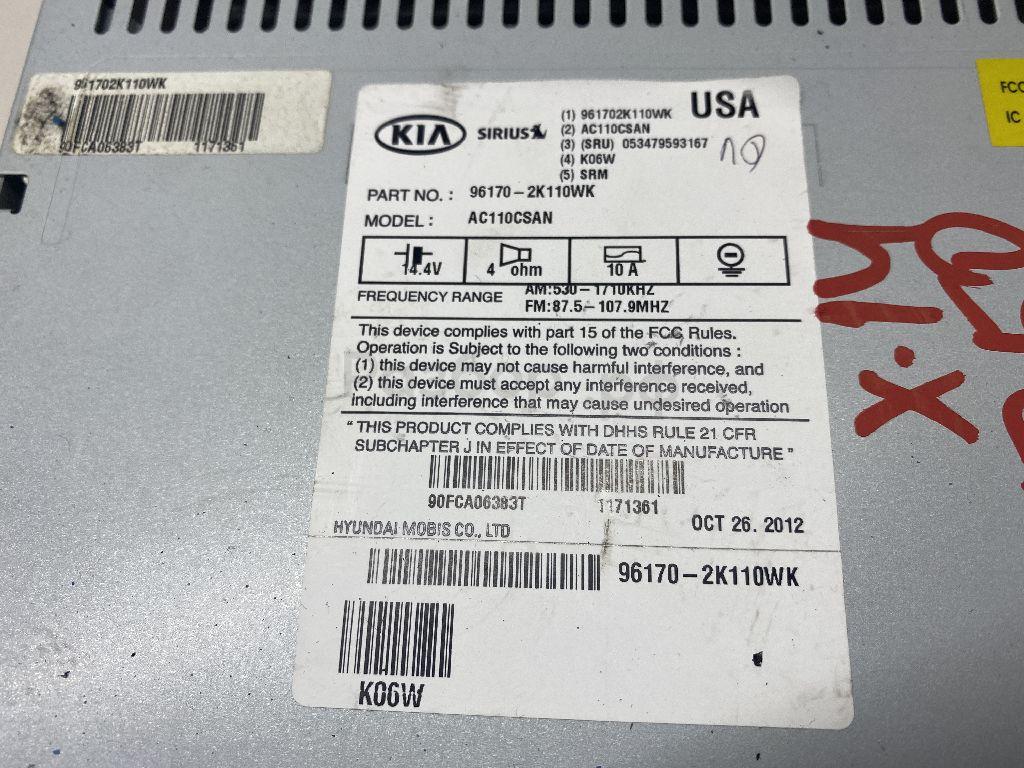 961702K110WK
90FCA06383T 1171361
KIA SIRIUS
USA
(1) 961702K110WK
(2) AC110CSAN
(3) (SRU) 053479593167
(4) K06W
(5) SRM
PART NO. : 96170-2K110WK
MODEL : AC110CSAN
14.4V 4 ohm 10 A
FREQUENCY RANGE AM:530-1710KHZ
FM:87.5-107.9MHZ
This device complies with part 15 of the FCC Rules.
Operation is Subject to the following two conditions :
(1) this device may not cause harmful interference, and
(2) this device must accept any interference received,
including interference that may cause undesired operation
" THIS PRODUCT COMPLIES WITH DHHS RULE 21 CFR
SUBCHAPTER J IN EFFECT OF DATE OF MANUFACTURE "
90FCA06383T 1171361
HYUNDAI MOBIS CO., LTD OCT 26. 2012
96170-2K110WK
K06W
FCC
IC